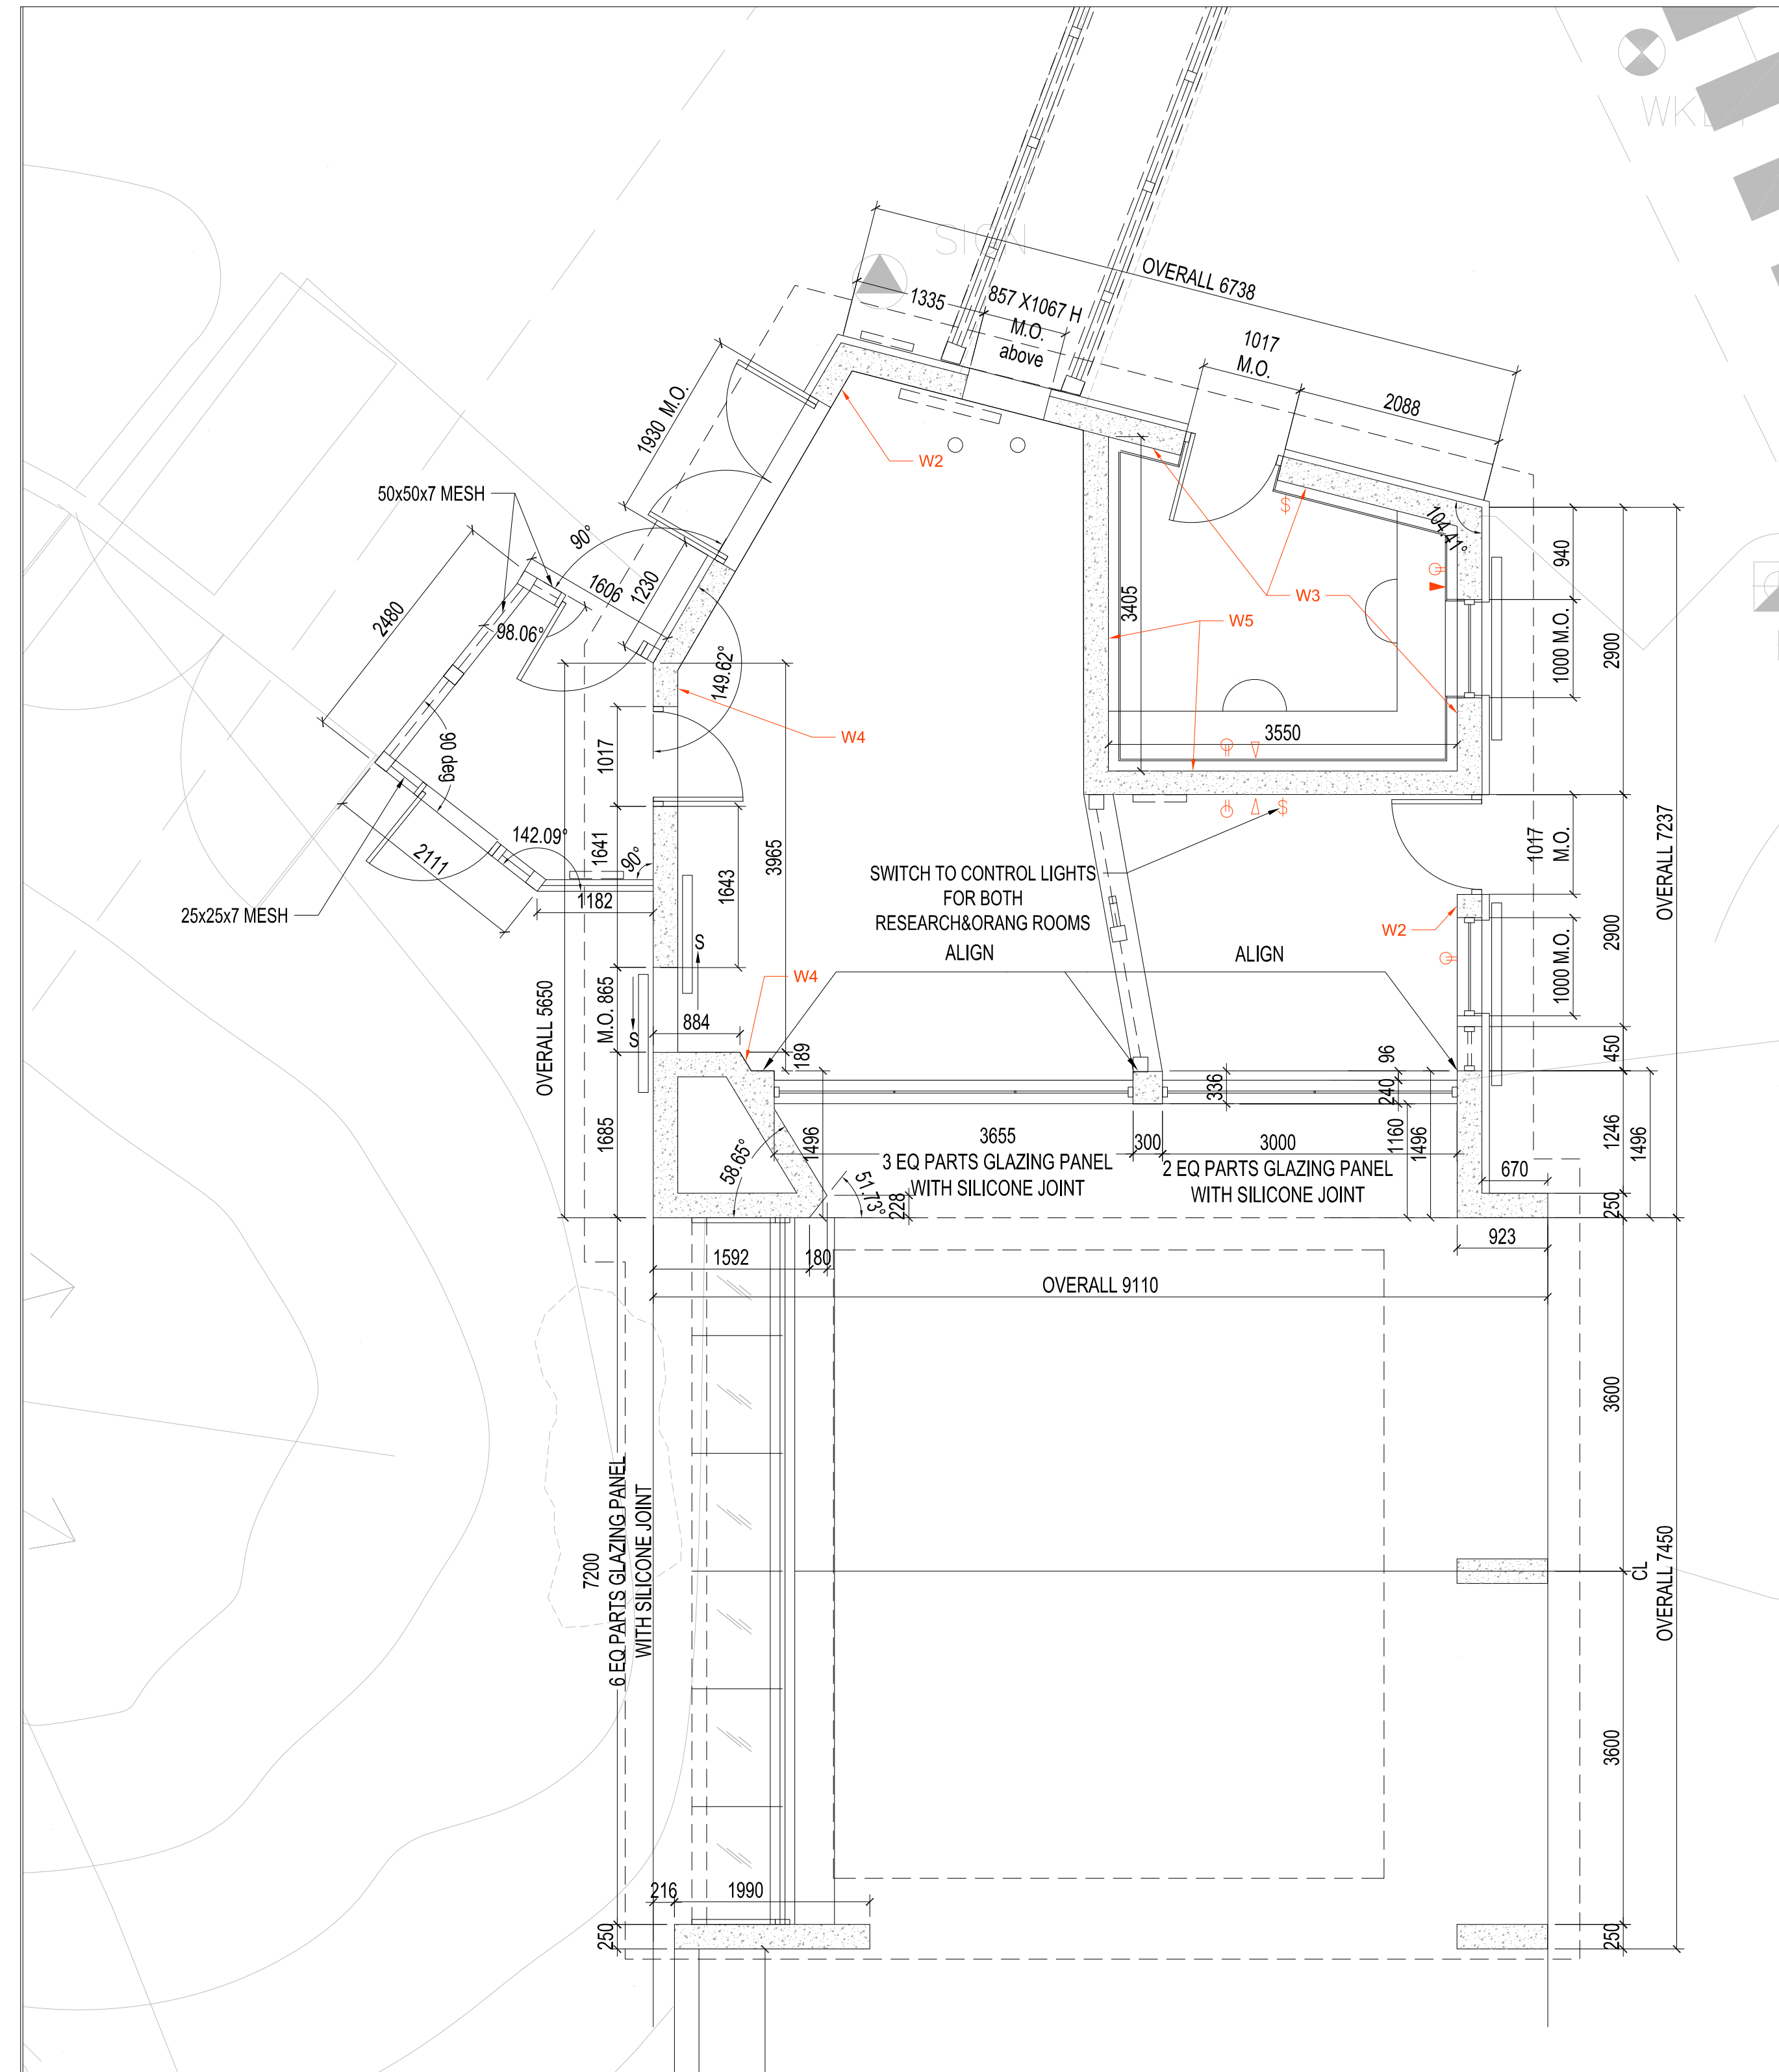 WKL
SIGN
OVERALL 6738
1335
857 X1067 H
M.O.
above
1017
M.O.
2088
1930 M.O.
W2
50x50x7 MESH
90°
1606
1230
98.06°
2480
149.62°
104.41°
940
1000 M.O.
2900
3405
W3
W5
W4
3550
1017
90 deg
142.09°
90°
2111
1641
1643
3965
1182
25x25x7 MESH
SWITCH TO CONTROL LIGHTS
FOR BOTH
RESEARCH&ORANG ROOMS
ALIGN
ALIGN
1017
M.O.
OVERALL 7237
W2
2900
1000 M.O.
S
S
W4
OVERALL 5650
M.O. 865
884
189
96
450
336
240
1685
1496
58.65°
51.73°
228
3655
3 EQ PARTS GLAZING PANEL
WITH SILICONE JOINT
300
3000
2 EQ PARTS GLAZING PANEL
WITH SILICONE JOINT
1160
1496
1246
1496
670
250
923
1592
180
OVERALL 9110
3600
7200
6 EQ PARTS GLAZING PANEL
WITH SILICONE JOINT
CL
OVERALL 7450
3600
216
1990
250
250